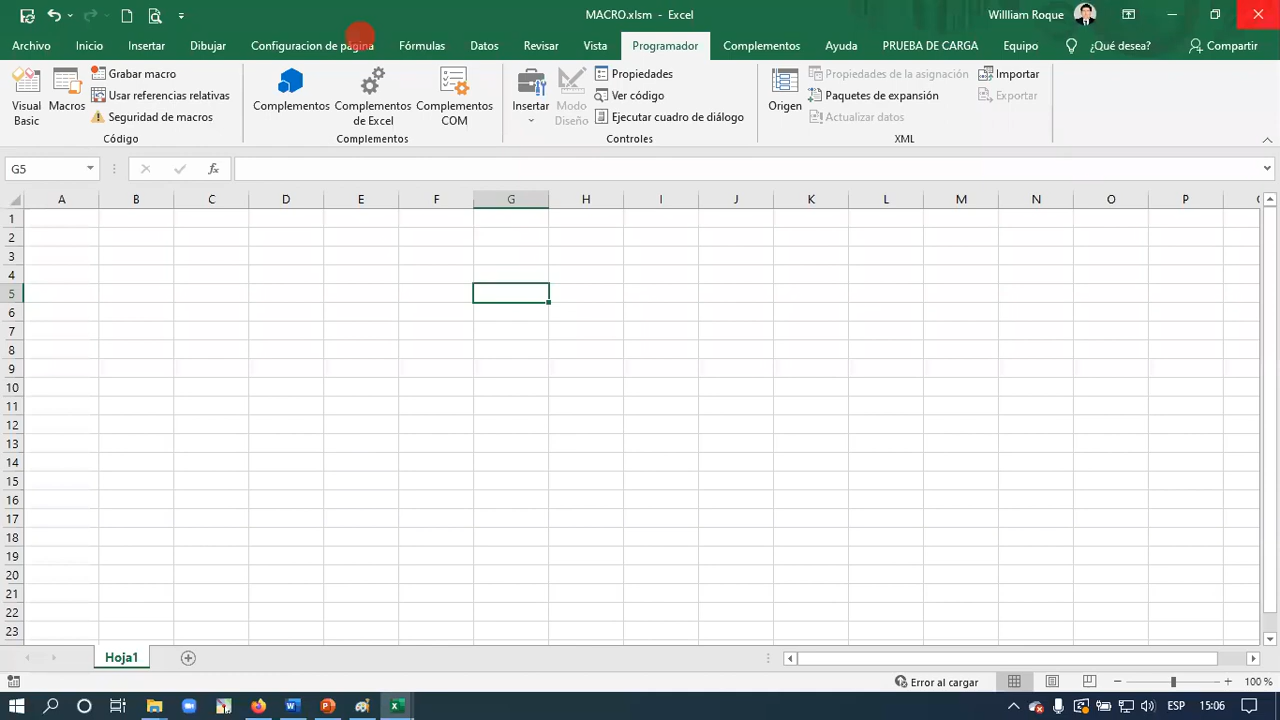 MACRO.xlsm - Excel
William Roque
Archivo Inicio Insertar Dibujar Configuracion de página Fórmulas Datos Revisar Vista Programador Complementos Ayuda PRUEBA DE CARGA Equipo ¿Qué desea? Compartir
Visual Basic
Macros
Grabar macro
Usar referencias relativas
Seguridad de macros
Código
Complementos
Complementos de Excel
Complementos COM
Complementos
Insertar
Modo Diseño
Propiedades
Ver código
Ejecutar cuadro de diálogo
Controles
Origen
Propiedades de la asignación
Paquetes de expansión
Actualizar datos
Importar
Exportar
XML
G5
fx
A B C D E F G H I J K L M N O P
1
2
3
4
5
6
7
8
9
10
11
12
13
14
15
16
17
18
19
20
21
22
23
Hoja1
Error al cargar
100 %
ESP 15:06